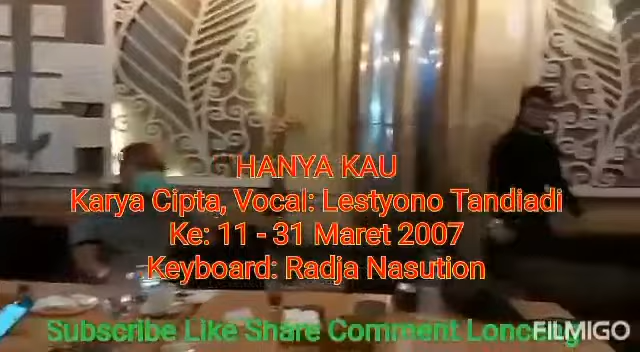 HANYA KAU
Karya Cipta, Vocal: Lestyono Tandiadi
Ke: 11 - 31 Maret 2007
Keyboard: Radja Nasution
Subscribe Like Share Comment Lonceng
FILMIGO